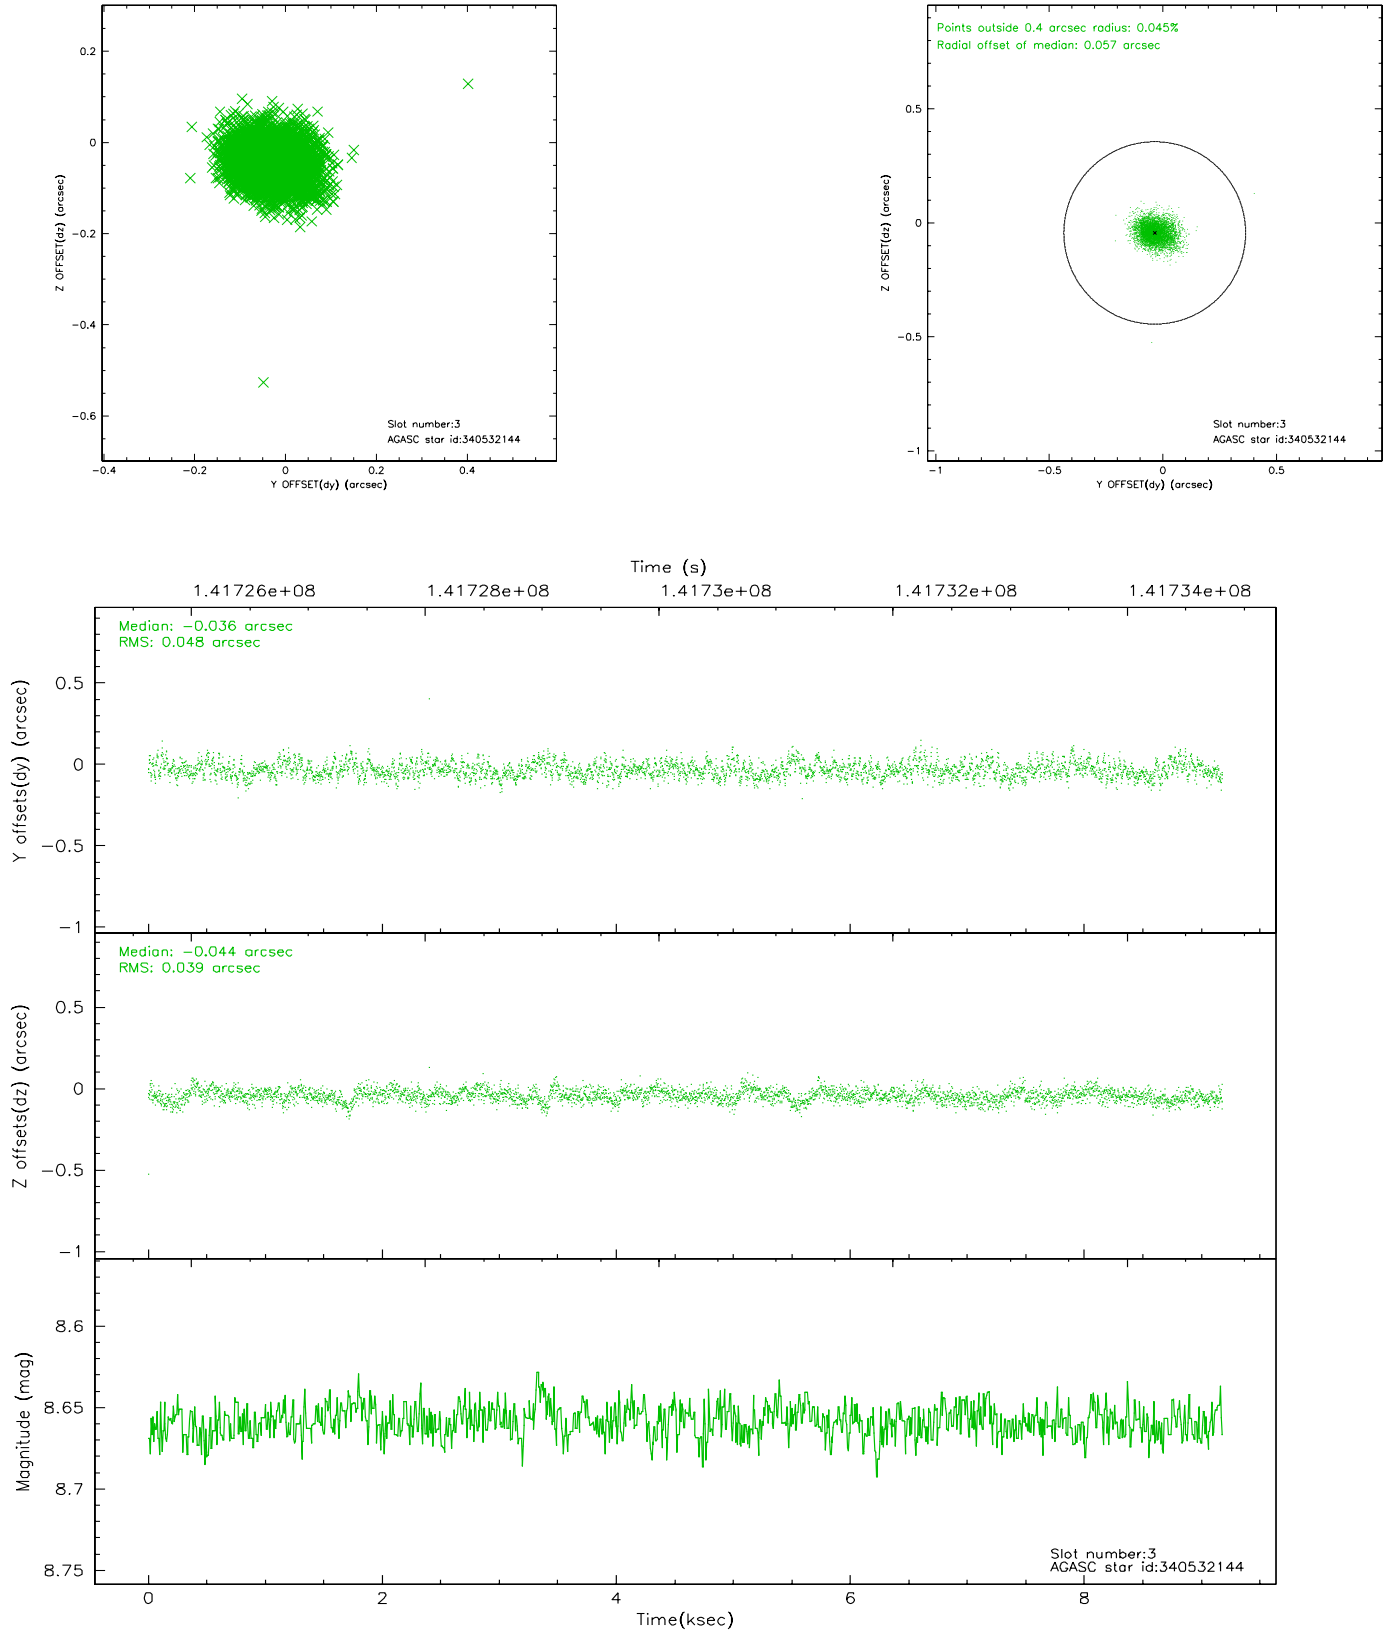 0.2
0
−0.2
−0.4
−0.6
Z OFFSET(dz) (arcsec)
Slot number:3
AGASC star id:340532144
−0.4
−0.2
0
0.2
0.4
Y OFFSET(dy) (arcsec)
Points outside 0.4 arcsec radius: 0.045%
Radial offset of median: 0.057 arcsec
0.5
0
−0.5
−1
Z OFFSET(dz) (arcsec)
Slot number:3
AGASC star id:340532144
−1
−0.5
0
0.5
Y OFFSET(dy) (arcsec)
Time (s)
1.41726e+08
1.41728e+08
1.4173e+08
1.41732e+08
1.41734e+08
Median: −0.036 arcsec
RMS: 0.048 arcsec
0.5
0
−0.5
−1
Y offsets(dy) (arcsec)
Median: −0.044 arcsec
RMS: 0.039 arcsec
0.5
0
−0.5
−1
Z offsets(dz) (arcsec)
8.6
8.65
8.7
8.75
Magnitude (mag)
Slot number:3
AGASC star id:340532144
0
2
4
6
8
Time(ksec)